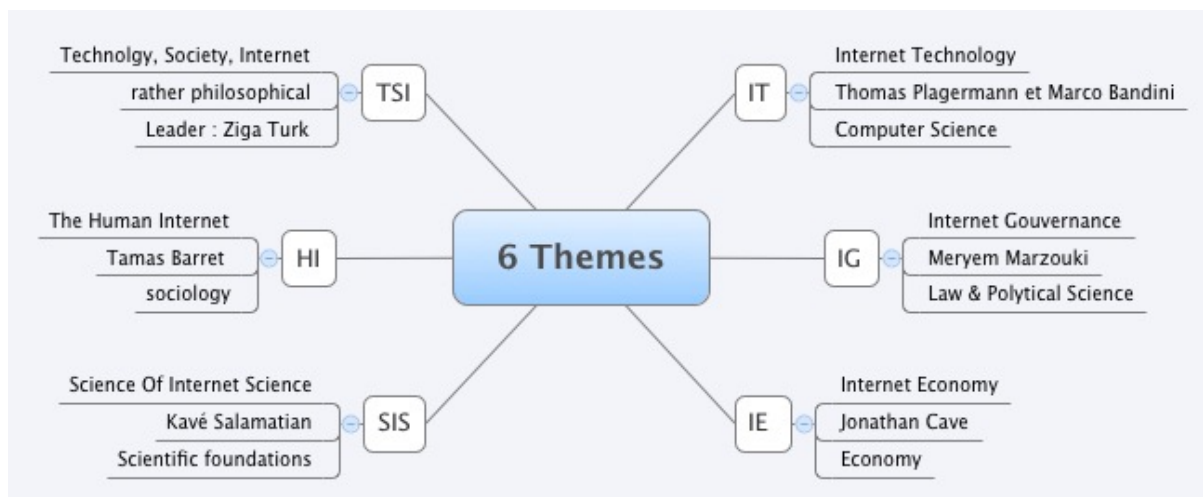 6 Themes
TSI
Technolgy, Society, Internet
rather philosophical
Leader : Ziga Turk
HI
The Human Internet
Tamas Barret
sociology
SIS
Science Of Internet Science
Kavé Salamatian
Scientific foundations
IT
Internet Technology
Thomas Plagermann et Marco Bandini
Computer Science
IG
Internet Gouvernance
Meryem Marzouki
Law & Polytical Science
IE
Internet Economy
Jonathan Cave
Economy